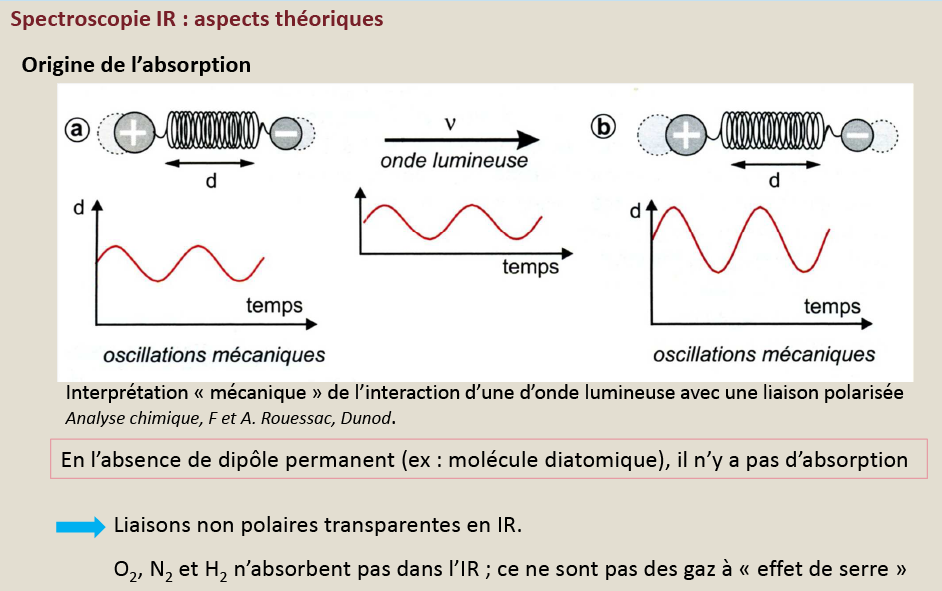 Spectroscopie IR : aspects théoriques
Origine de l’absorption
a
+
-
d
d
temps
oscillations mécaniques
ν
onde lumineuse
temps
b
+
-
d
d
temps
oscillations mécaniques
Interprétation « mécanique » de l’interaction d’une d’onde lumineuse avec une liaison polarisée
Analyse chimique, F et A. Rouessac, Dunod.
En l’absence de dipôle permanent (ex : molécule diatomique), il n’y a pas d’absorption
Liaisons non polaires transparentes en IR.
O₂, N₂ et H₂ n’absorbent pas dans l’IR ; ce ne sont pas des gaz à « effet de serre »